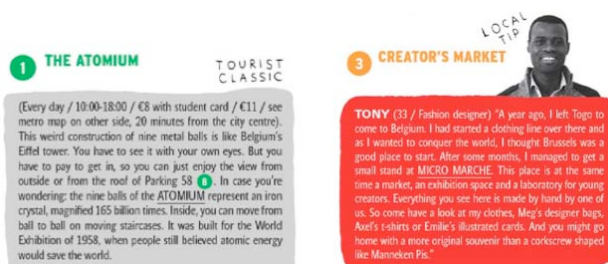 1 THE ATOMIUM
TOURIST
CLASSIC
(Every day / 10:00-18:00 / €8 with student card / €11 / see
metro map on other side, 20 minutes from the city centre).
This weird construction of nine metal balls is like Belgium's
Eiffel tower. You have to see it with your own eyes. But you
have to pay to get in, so you can just enjoy the view from
outside or from the roof of Parking 58 8. In case you're
wondering: the nine balls of the ATOMIUM represent an iron
crystal, magnified 165 billion times. Inside, you can move from
ball to ball on moving staircases. It was built for the World
Exhibition of 1958, when people still believed atomic energy
would save the world.
LOCAL
TIP
3 CREATOR'S MARKET
TONY (33 / Fashion designer) "A year ago, I left Togo to
come to Belgium. I had started a clothing line over there and
as I wanted to conquer the world, I thought Brussels was a
good place to start. After some months, I managed to get a
small stand at MICRO MARCHE. This place is at the same
time a market, an exhibition space and a laboratory for young
creators. Everything you see here is made by hand by one of
us. So come have a look at my clothes, Meg's designer bags,
Axel's t-shirts or Emilie's illustrated cards. And you might go
home with a more original souvenir than a corkscrew shaped
like Manneken Pis."